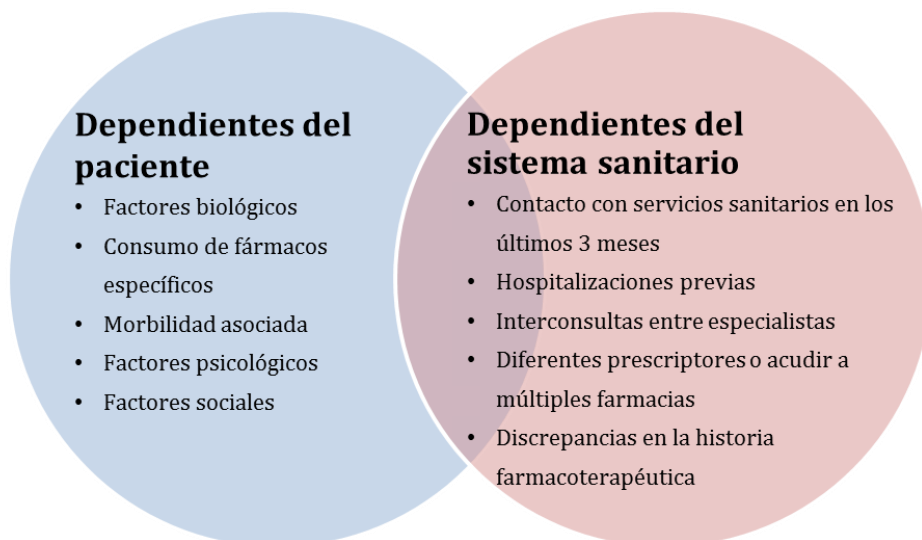 Dependientes del
paciente
• Factores biológicos
• Consumo de fármacos
específicos
• Morbilidad asociada
• Factores psicológicos
• Factores sociales
Dependientes del
sistema sanitario
• Contacto con servicios sanitarios en los
últimos 3 meses
• Hospitalizaciones previas
• Interconsultas entre especialistas
• Diferentes prescriptores o acudir a
múltiples farmacias
• Discrepancias en la historia
farmacoterapéutica